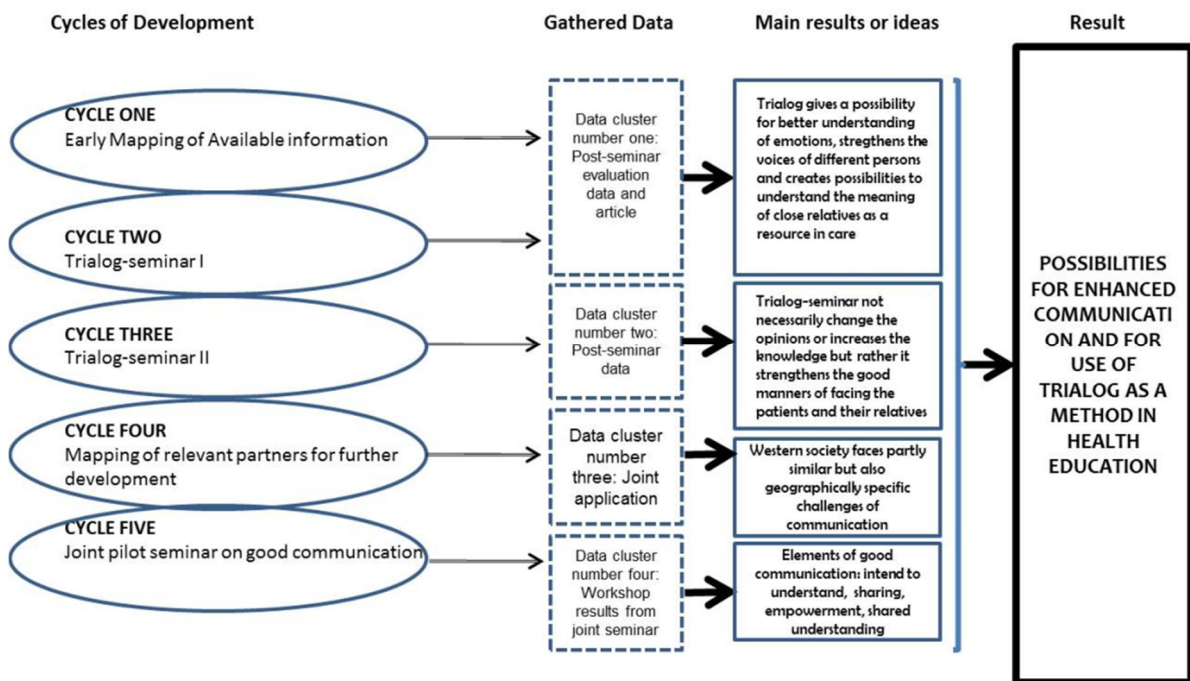 Cycles of Development
Gathered Data
Main results or ideas
Result
CYCLE ONE
Early Mapping of Available information
CYCLE TWO
Trialog-seminar I
CYCLE THREE
Trialog-seminar II
CYCLE FOUR
Mapping of relevant partners for further
development
CYCLE FIVE
Joint pilot seminar on good communication
Data cluster
number one:
Post-seminar
evaluation
data and
article
Data cluster
number two:
Post-seminar
data
Data cluster
number
three: Joint
application
Data cluster
number four:
Workshop
results from
joint seminar
Trialog gives a possibility
for better understanding
of emotions, stregthens the
voices of different persons
and creates possibilities to
understand the meaning
of close relatives as a
resource in care
Trialog-seminar not
necessarily change the
opinions or increases the
knowledge but rather it
strengthens the good
manners of facing the
patients and their relatives
Western society faces partly
similar but also
geographically specific
challenges of
communication
Elements of good
communication: intend to
understand, sharing,
empowerment, shared
understanding
POSSIBILITIES
FOR ENHANCED
COMMUNICATI
ON AND FOR
USE OF
TRIALOG AS A
METHOD IN
HEALTH
EDUCATION